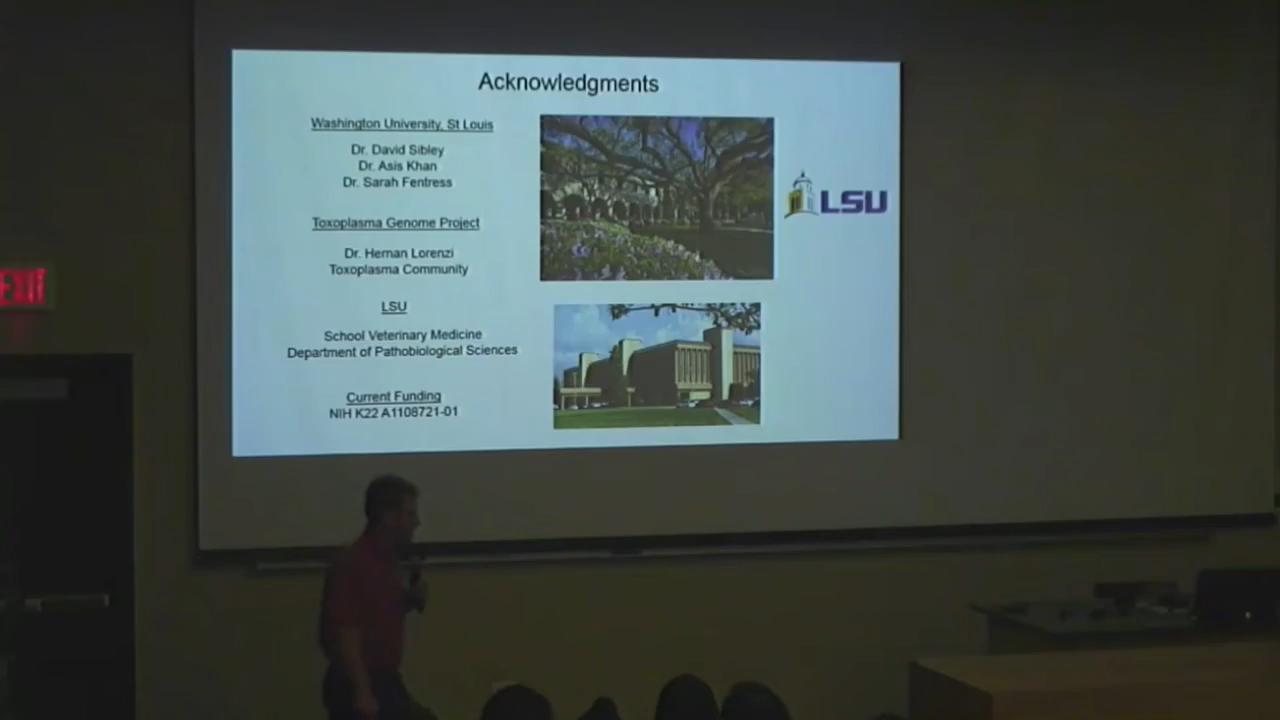 Acknowledgments
Washington University, St Louis
Dr. David Sibley
Dr. Asis Khan
Dr. Sarah Fentress
Toxoplasma Genome Project
Dr. Hernan Lorenzi
Toxoplasma Community
LSU
School Veterinary Medicine
Department of Pathobiological Sciences
Current Funding
NIH K22 A1108721-01
LSU
EXIT